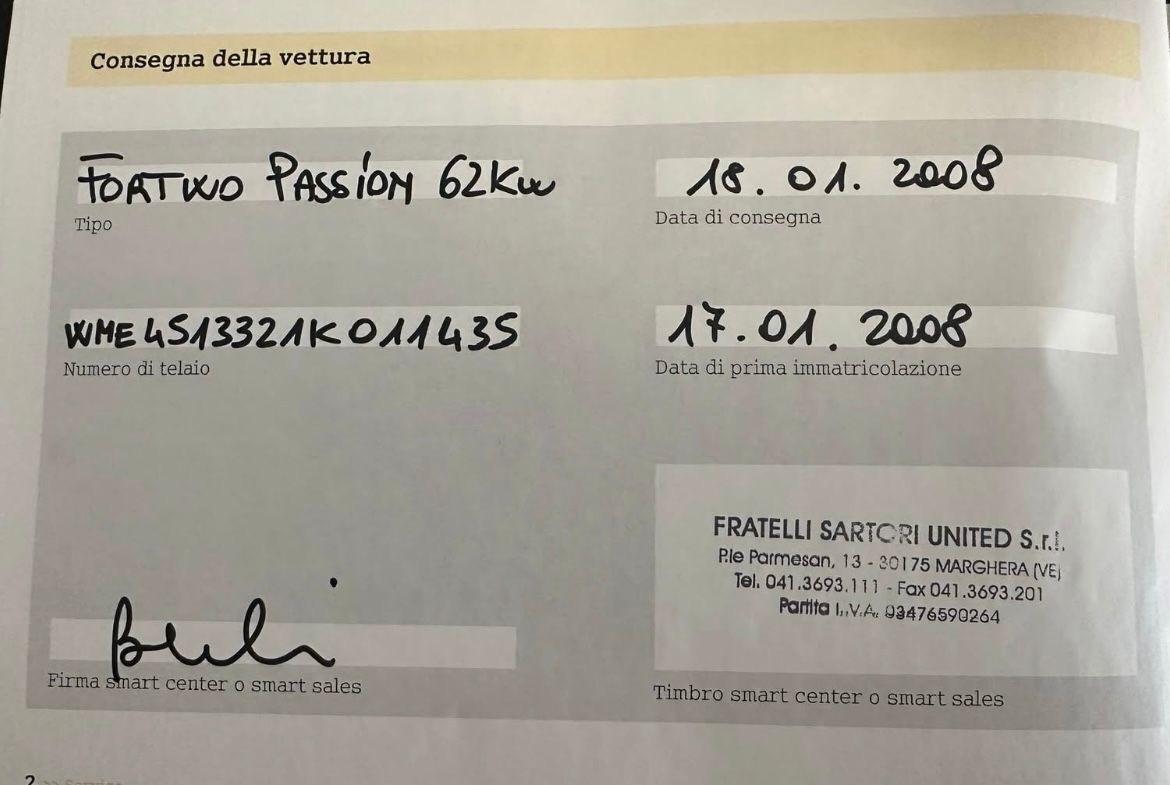 Consegna della vettura
FORTWO PASSION 62KW
Tipo
18.01.2008
Data di consegna
WME4513321K011435
Numero di telaio
17.01.2008
Data di prima immatricolazione
Firma smart center o smart sales
FRATELLI SARTORI UNITED S.r.l.
P.le Parmesan, 13 - 30175 MARGHERA (VE)
Tel. 041.3693.111 - Fax 041.3693.201
Partita I.V.A. 03476590264
Timbro smart center o smart sales
2 >> Service